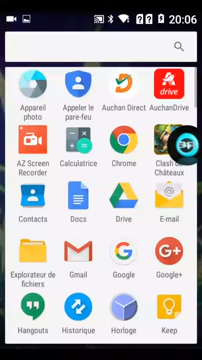 20:06
Appareil photo
Appeler le pare-feu
Auchan Direct
AuchanDrive
AZ Screen Recorder
Calculatrice
Chrome
Clash of Châteaux
Contacts
Docs
Drive
E-mail
Explorateur de fichiers
Gmail
Google
Google+
Hangouts
Historique
Horloge
Keep